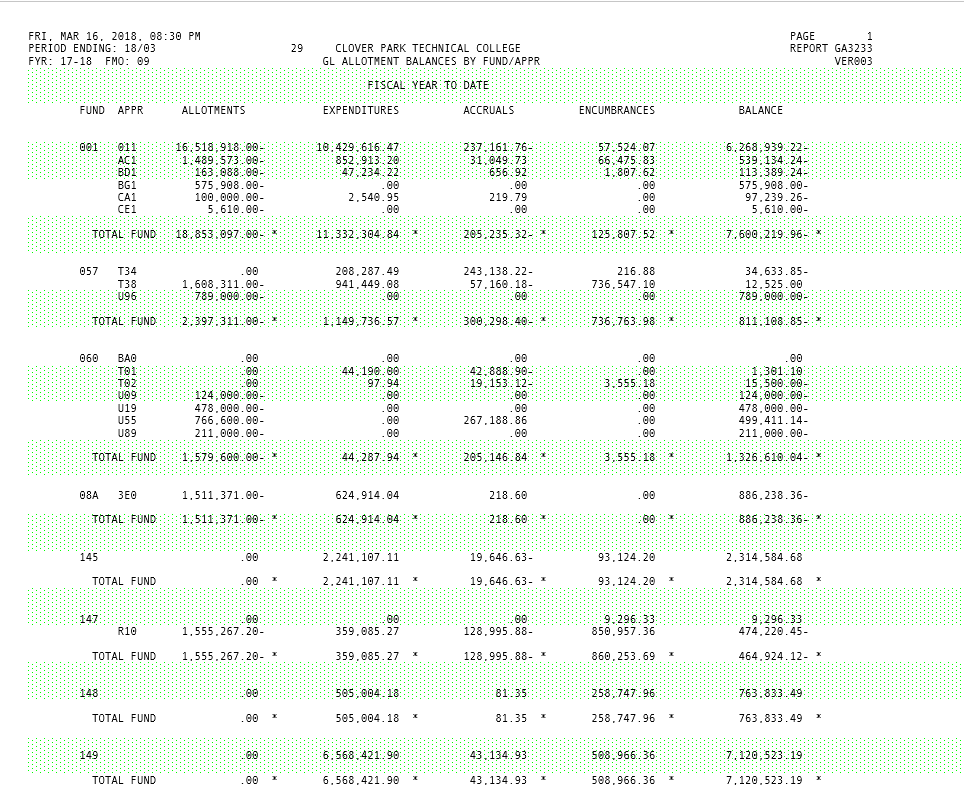 FRI, MAR 16, 2018, 08:30 PM PAGE 1
PERIOD ENDING: 18/03 29 CLOVER PARK TECHNICAL COLLEGE REPORT GA3233
FYR: 17-18 FMO: 09 GL ALLOTMENT BALANCES BY FUND/APPR VER003
FISCAL YEAR TO DATE
FUND APPR ALLOTMENTS EXPENDITURES ACCRUALS ENCUMBRANCES BALANCE
001 011 16,518,918.00- 10,429,616.47 237,161.76- 57,524.07 6,268,939.22-
AC1 1,489,573.00- 852,913.20 31,049.73 66,475.83 539,134.24-
BD1 163,088.00- 47,234.22 656.92 1,807.62 113,389.24-
BG1 575,908.00- .00 .00 .00 575,908.00-
CA1 100,000.00- 2,540.95 219.79 .00 97,239.26-
CE1 5,610.00- .00 .00 .00 5,610.00-
TOTAL FUND 18,853,097.00- * 11,332,304.84 * 205,235.32- * 125,807.52 * 7,600,219.96- *
057 T34 .00 208,287.49 243,138.22- 216.88 34,633.85-
T38 1,608,311.00- 941,449.08 57,160.18- 736,547.10 12,525.00
U96 789,000.00- .00 .00 .00 789,000.00-
TOTAL FUND 2,397,311.00- * 1,149,736.57 * 300,298.40- * 736,763.98 * 811,108.85- *
060 BA0 .00 .00 .00 .00 .00
T01 .00 44,190.00 42,888.90- .00 1,301.10
T02 .00 97.94 19,153.12- 3,555.18 15,500.00-
U09 124,000.00- .00 .00 .00 124,000.00-
U19 478,000.00- .00 .00 .00 478,000.00-
U55 766,600.00- .00 267,188.86 .00 499,411.14-
U89 211,000.00- .00 .00 .00 211,000.00-
TOTAL FUND 1,579,600.00- * 44,287.94 * 205,146.84 * 3,555.18 * 1,326,610.04- *
08A 3E0 1,511,371.00- 624,914.04 218.60 .00 886,238.36-
TOTAL FUND 1,511,371.00- * 624,914.04 * 218.60 * .00 * 886,238.36- *
145 .00 2,241,107.11 19,646.63- 93,124.20 2,314,584.68
TOTAL FUND .00 * 2,241,107.11 * 19,646.63- * 93,124.20 * 2,314,584.68 *
147 .00 .00 .00 9,296.33 9,296.33
R10 1,555,267.20- 359,085.27 128,995.88- 850,957.36 474,220.45-
TOTAL FUND 1,555,267.20- * 359,085.27 * 128,995.88- * 860,253.69 * 464,924.12- *
148 .00 505,004.18 81.35 258,747.96 763,833.49
TOTAL FUND .00 * 505,004.18 * 81.35 * 258,747.96 * 763,833.49 *
149 .00 6,568,421.90 43,134.93 508,966.36 7,120,523.19
TOTAL FUND .00 * 6,568,421.90 * 43,134.93 * 508,966.36 * 7,120,523.19 *